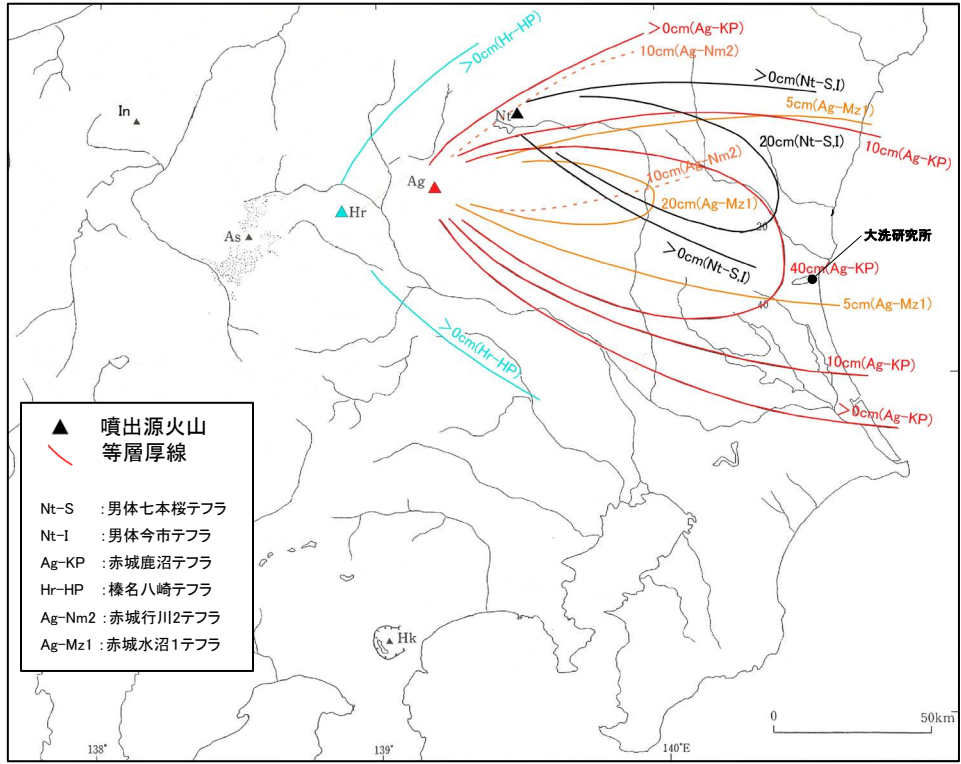 >0cm(Hr-HP)
>0cm(Ag-KP)
10cm(Ag-Nm2)
>0cm(Nt-S,I)
5cm(Ag-Mz1)
In
Nt
20cm(Nt-S,I)
10cm(Ag-KP)
10cm(Ag-Nm2)
Ag
20cm(Ag-Mz1)
Hr
As
20
大洗研究所
>0cm(Nt-S,I)
40cm(Ag-KP)
40
5cm(Ag-Mz1)
>0cm(Hr-HP)
10cm(Ag-KP)
>0cm(Ag-KP)
噴出源火山
等層厚線
Nt-S :男体七本桜テフラ
Nt-I :男体今市テフラ
Ag-KP :赤城鹿沼テフラ
Hr-HP :榛名八崎テフラ
Ag-Nm2 :赤城行川2テフラ
Ag-Mz1 :赤城水沼1テフラ
Hk
0 50km
138° 139° 140°E